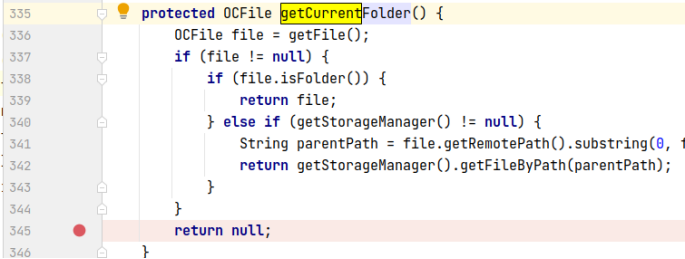 335 protected OCFile getCurrentFolder() {
336 OCFile file = getFile();
337 if (file != null) {
338 if (file.isFolder()) {
339 return file;
340 } else if (getStorageManager() != null) {
341 String parentPath = file.getRemotePath().substring(0,
342 return getStorageManager().getFileByPath(parentPath);
343 }
344 }
345 return null;
346 }